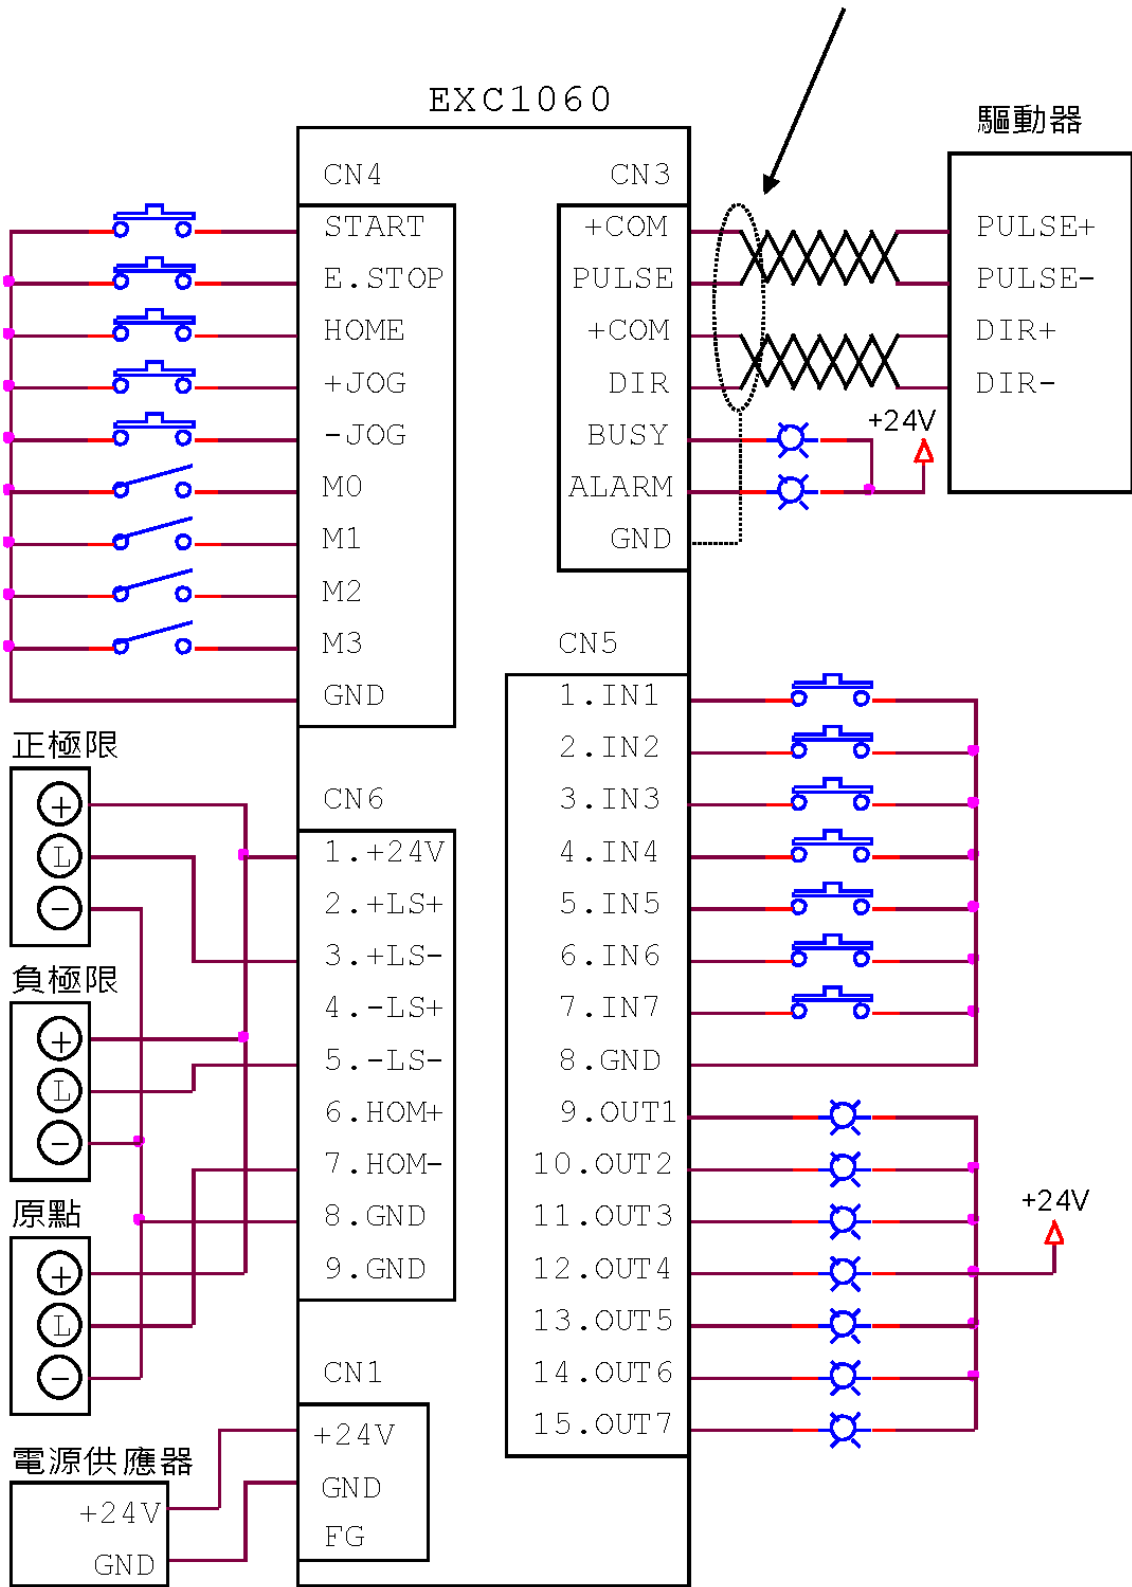 EXC1060
驅動器
CN4
START
E.STOP
HOME
+JOG
-JOG
M0
M1
M2
M3
GND
CN3
+COM
PULSE
+COM
DIR
BUSY
ALARM
GND
PULSE+
PULSE-
DIR+
DIR-
+24V
正極限
+
L
-
負極限
+
L
-
原點
+
L
-
CN6
1.+24V
2.+LS+
3.+LS-
4.-LS+
5.-LS-
6.HOM+
7.HOM-
8.GND
9.GND
CN5
1.IN1
2.IN2
3.IN3
4.IN4
5.IN5
6.IN6
7.IN7
8.GND
9.OUT1
10.OUT2
11.OUT3
12.OUT4
13.OUT5
14.OUT6
15.OUT7
+24V
CN1
+24V
GND
FG
電源供應器
+24V
GND